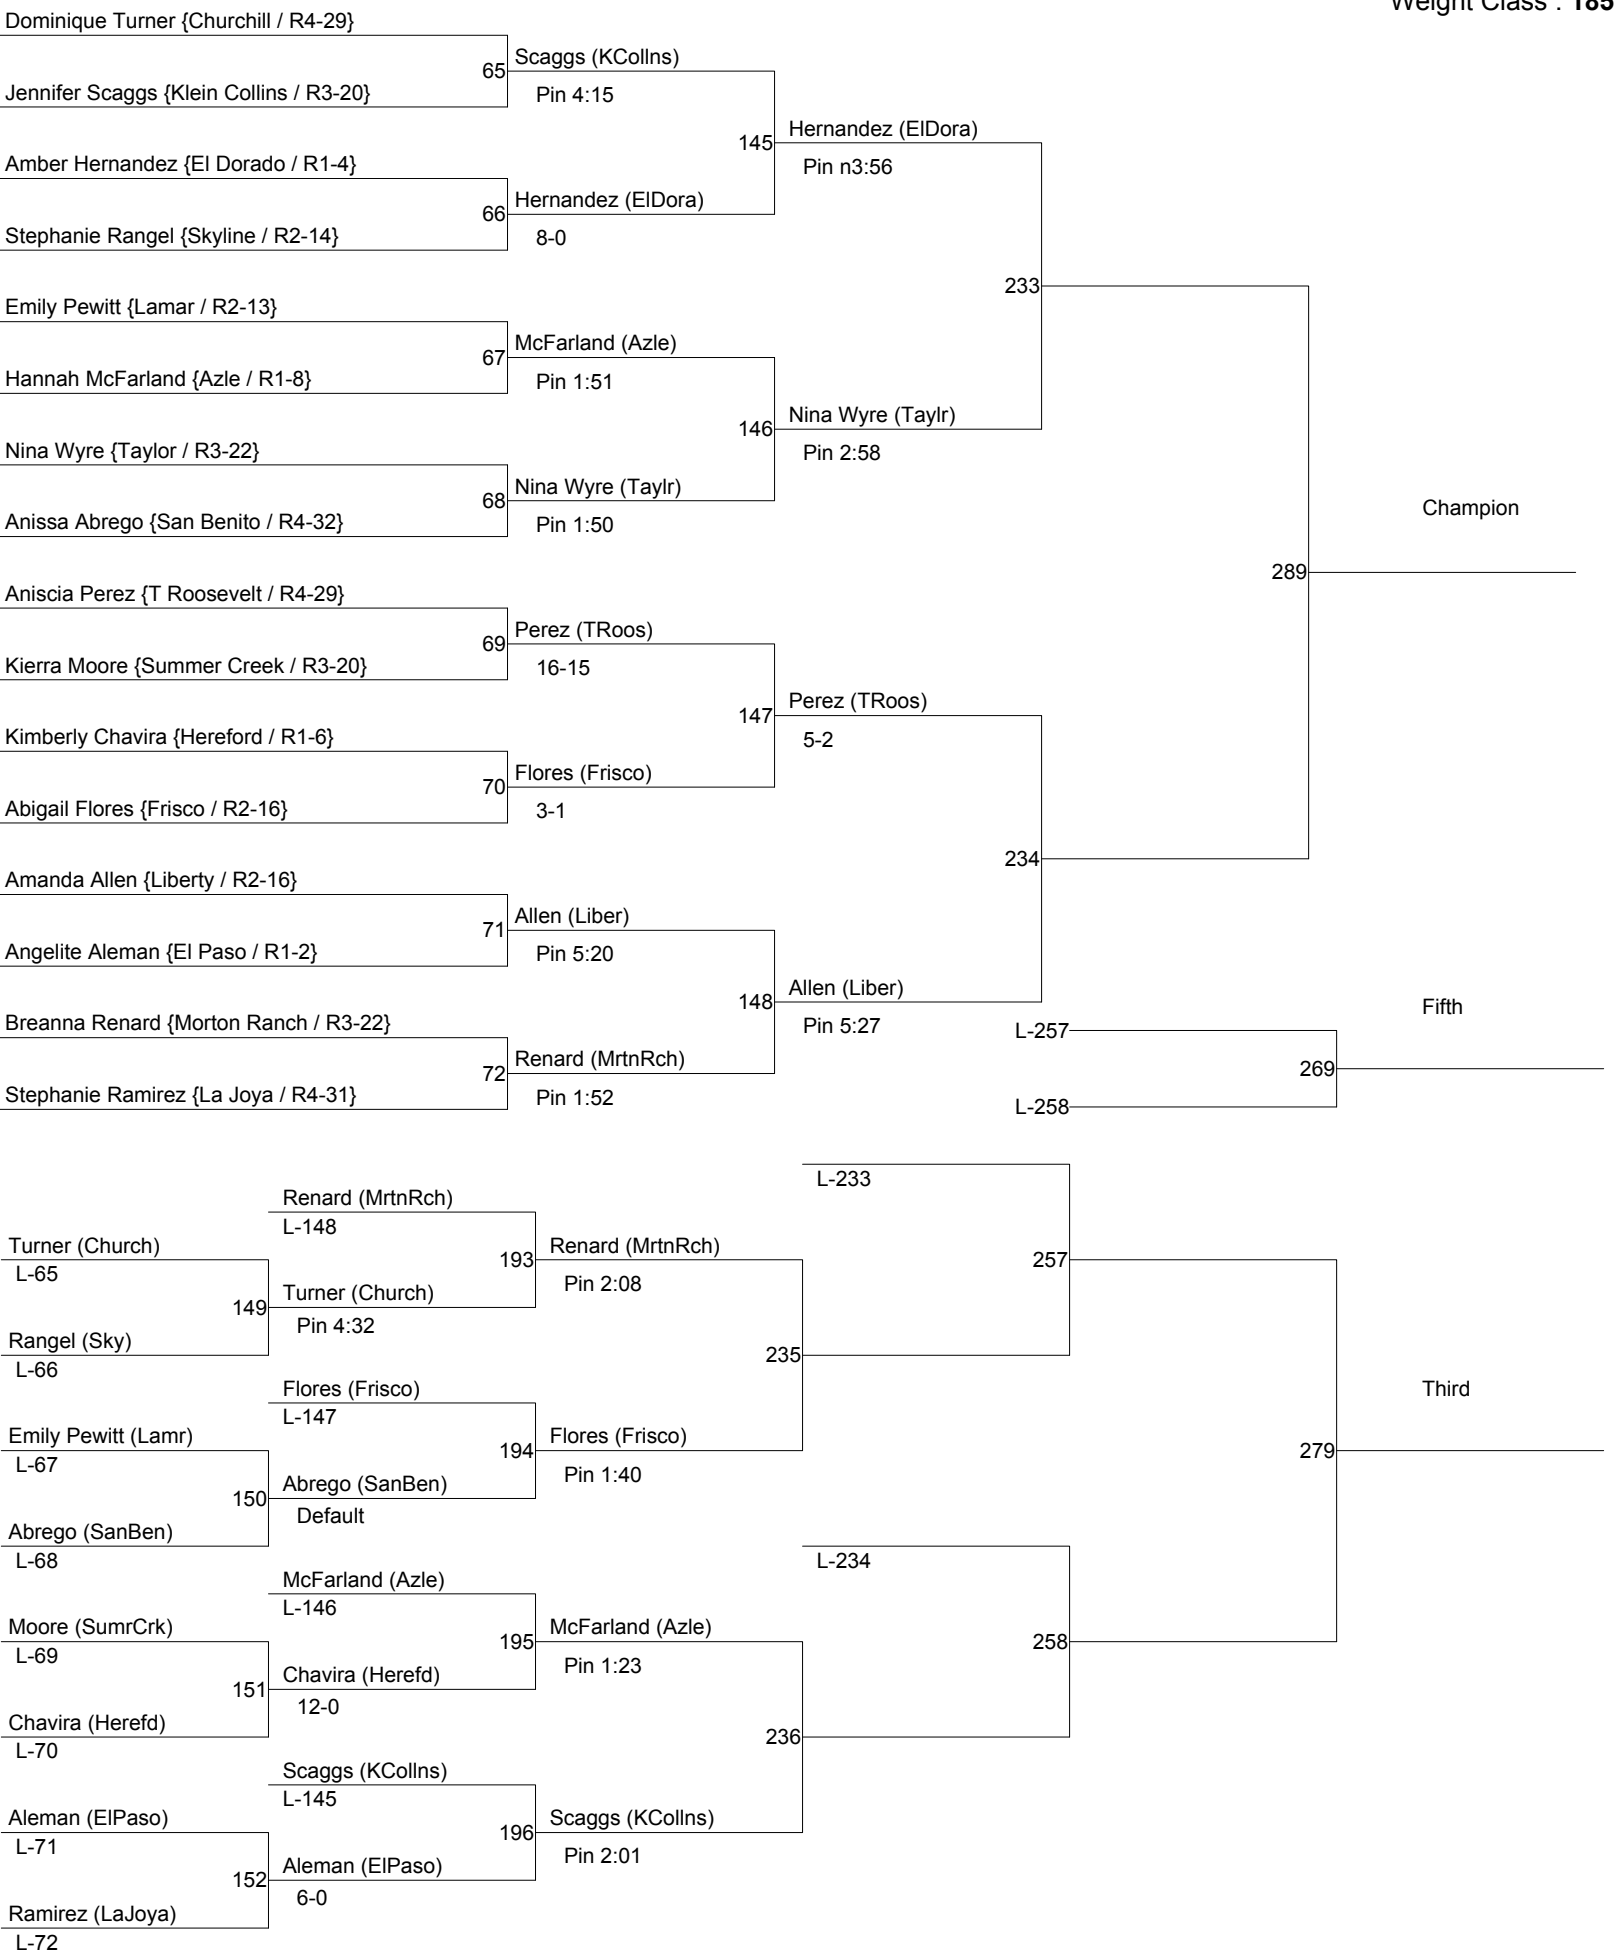 Weight Class : 185
Dominique Turner {Churchill / R4-29}
65
Scaggs (KCollns)
Jennifer Scaggs {Klein Collins / R3-20}
Pin 4:15
145
Hernandez (ElDora)
Pin n3:56
Amber Hernandez {El Dorado / R1-4}
66
Hernandez (ElDora)
Stephanie Rangel {Skyline / R2-14}
8-0
233
Emily Pewitt {Lamar / R2-13}
67
McFarland (Azle)
Hannah McFarland {Azle / R1-8}
Pin 1:51
146
Nina Wyre (Taylr)
Pin 2:58
Nina Wyre {Taylor / R3-22}
68
Nina Wyre (Taylr)
Anissa Abrego {San Benito / R4-32}
Pin 1:50
Champion
289
Aniscia Perez {T Roosevelt / R4-29}
69
Perez (TRoos)
Kierra Moore {Summer Creek / R3-20}
16-15
147
Perez (TRoos)
5-2
Kimberly Chavira {Hereford / R1-6}
70
Flores (Frisco)
Abigail Flores {Frisco / R2-16}
3-1
234
Amanda Allen {Liberty / R2-16}
71
Allen (Liber)
Angelite Aleman {El Paso / R1-2}
Pin 5:20
148
Allen (Liber)
Pin 5:27
Breanna Renard {Morton Ranch / R3-22}
72
Renard (MrtnRch)
Stephanie Ramirez {La Joya / R4-31}
Pin 1:52
Fifth
L-257
269
L-258
L-233
Renard (MrtnRch)
L-148
Turner (Church)
L-65
193
Renard (MrtnRch)
Pin 2:08
257
149
Turner (Church)
Pin 4:32
Rangel (Sky)
L-66
235
Flores (Frisco)
L-147
Third
Emily Pewitt (Lamr)
L-67
194
Flores (Frisco)
Pin 1:40
279
150
Abrego (SanBen)
Default
Abrego (SanBen)
L-68
L-234
McFarland (Azle)
L-146
Moore (SumrCrk)
L-69
195
McFarland (Azle)
Pin 1:23
258
151
Chavira (Herefd)
12-0
Chavira (Herefd)
L-70
236
Scaggs (KCollns)
L-145
Aleman (ElPaso)
L-71
196
Scaggs (KCollns)
Pin 2:01
152
Aleman (ElPaso)
6-0
Ramirez (LaJoya)
L-72